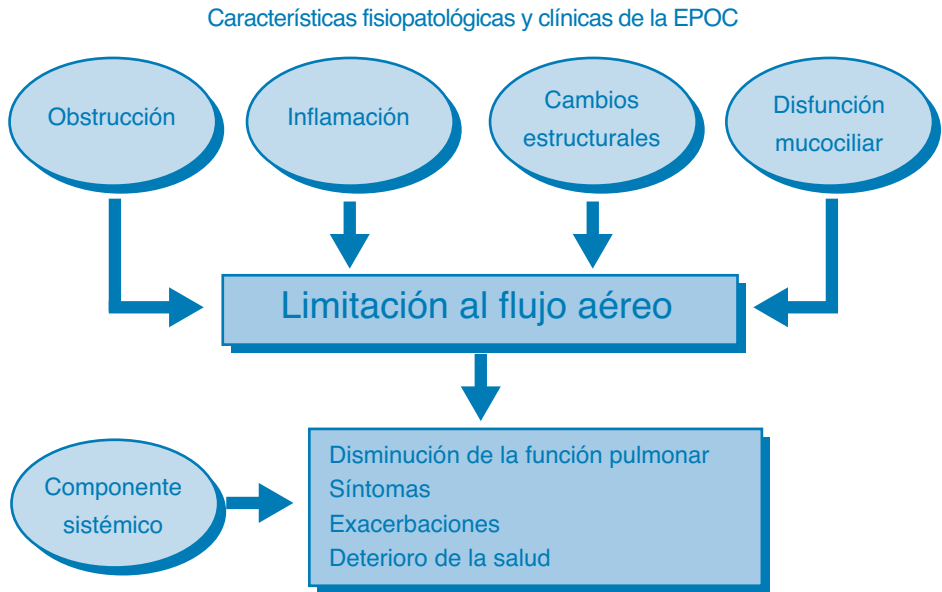 Características fisiopatológicas y clínicas de la EPOC
Obstrucción
Inflamación
Cambios
estructurales
Disfunción
mucociliar
Limitación al flujo aéreo
Componente
sistémico
Disminución de la función pulmonar
Síntomas
Exacerbaciones
Deterioro de la salud